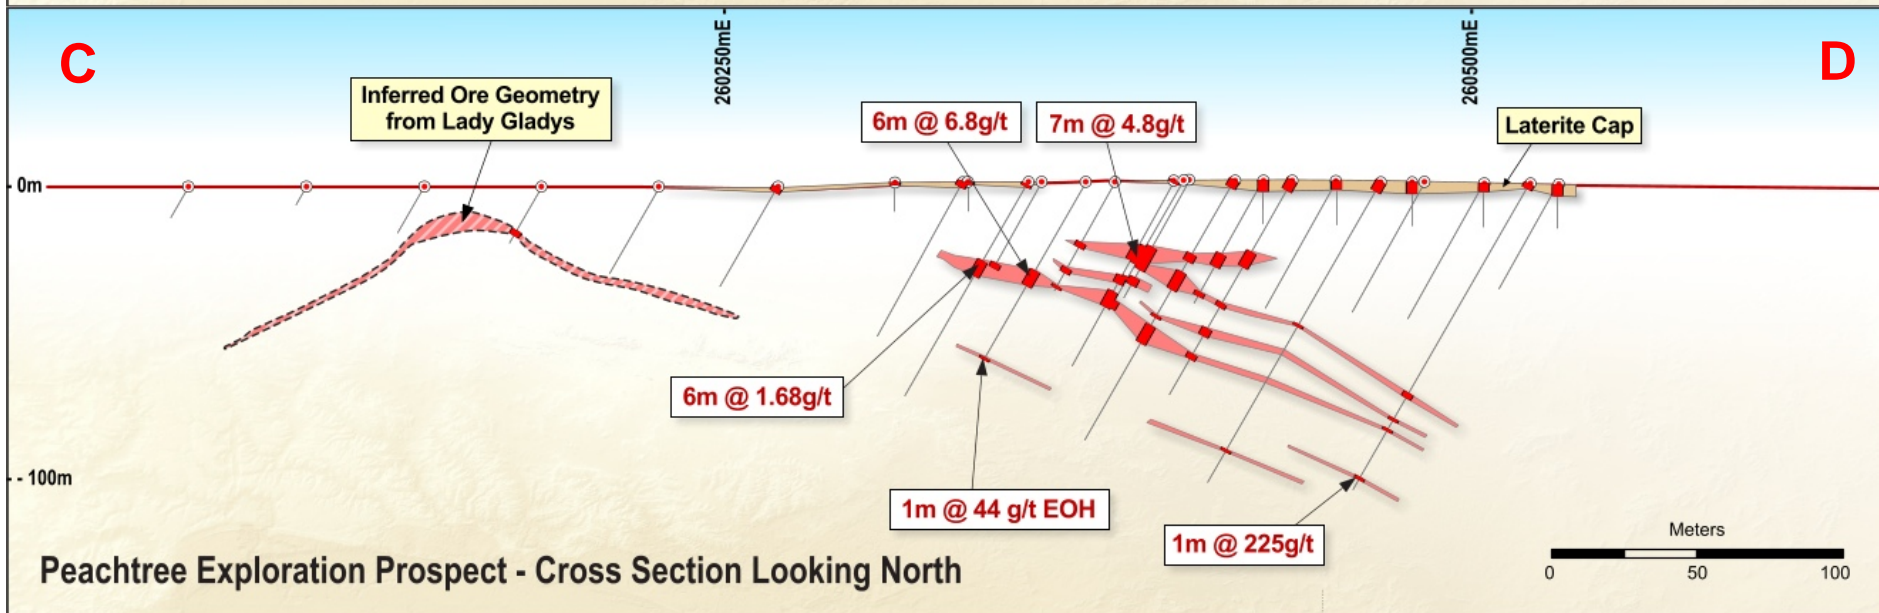 260250mE
260500mE
C
D
Inferred Ore Geometry
from Lady Gladys
6m @ 6.8g/t
7m @ 4.8g/t
Laterite Cap
0m
6m @ 1.68g/t
- 100m
1m @ 44 g/t EOH
1m @ 225g/t
Meters
0 50 100
Peachtree Exploration Prospect - Cross Section Looking North